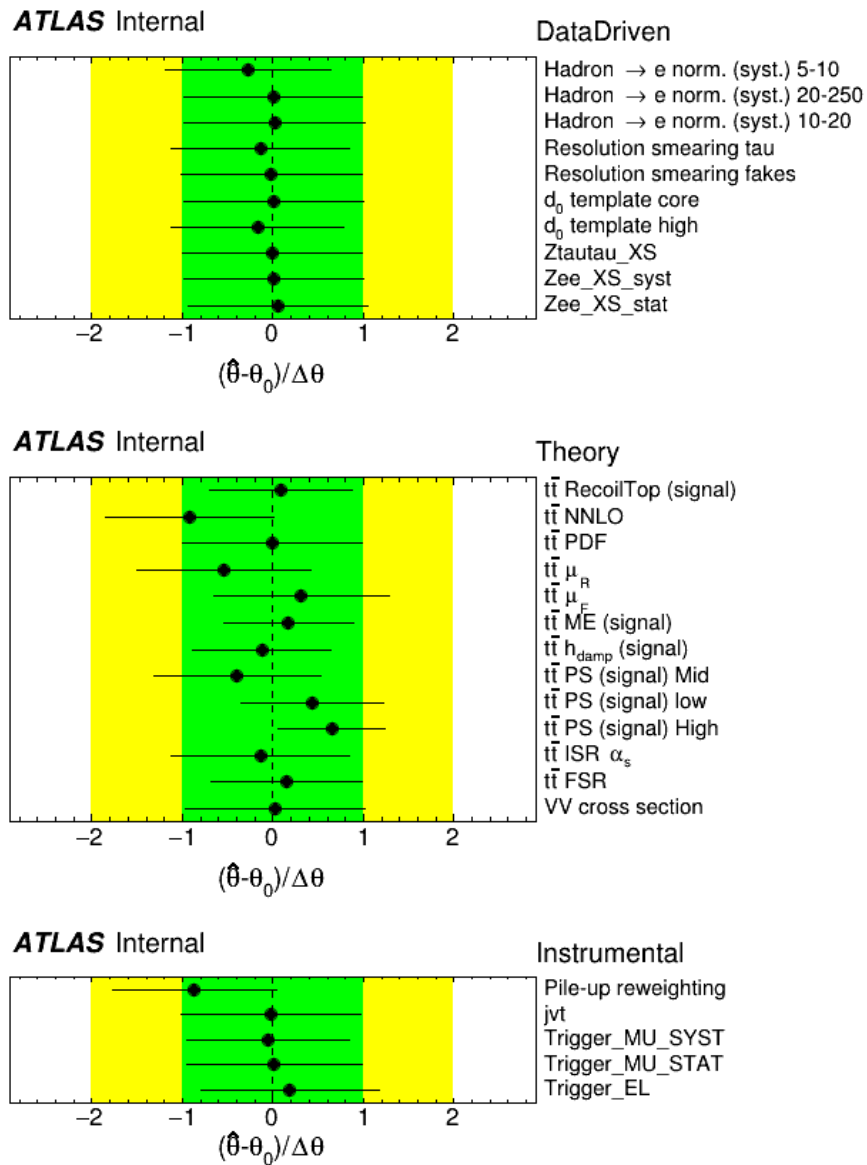 ATLAS Internal
DataDriven
Hadron → e norm. (syst.) 5-10
Hadron → e norm. (syst.) 20-250
Hadron → e norm. (syst.) 10-20
Resolution smearing tau
Resolution smearing fakes
d₀ template core
d₀ template high
Ztautau_XS
Zee_XS_syst
Zee_XS_stat
−2 −1 0 1 2
(θ̂-θ₀)/Δθ
ATLAS Internal
Theory
tt̄ RecoilTop (signal)
tt̄ NNLO
tt̄ PDF
tt̄ μ_R
tt̄ μ_F
tt̄ ME (signal)
tt̄ h_damp (signal)
tt̄ PS (signal) Mid
tt̄ PS (signal) low
tt̄ PS (signal) High
tt̄ ISR α_s
tt̄ FSR
VV cross section
−2 −1 0 1 2
(θ̂-θ₀)/Δθ
ATLAS Internal
Instrumental
Pile-up reweighting
jvt
Trigger_MU_SYST
Trigger_MU_STAT
Trigger_EL
−2 −1 0 1 2
(θ̂-θ₀)/Δθ